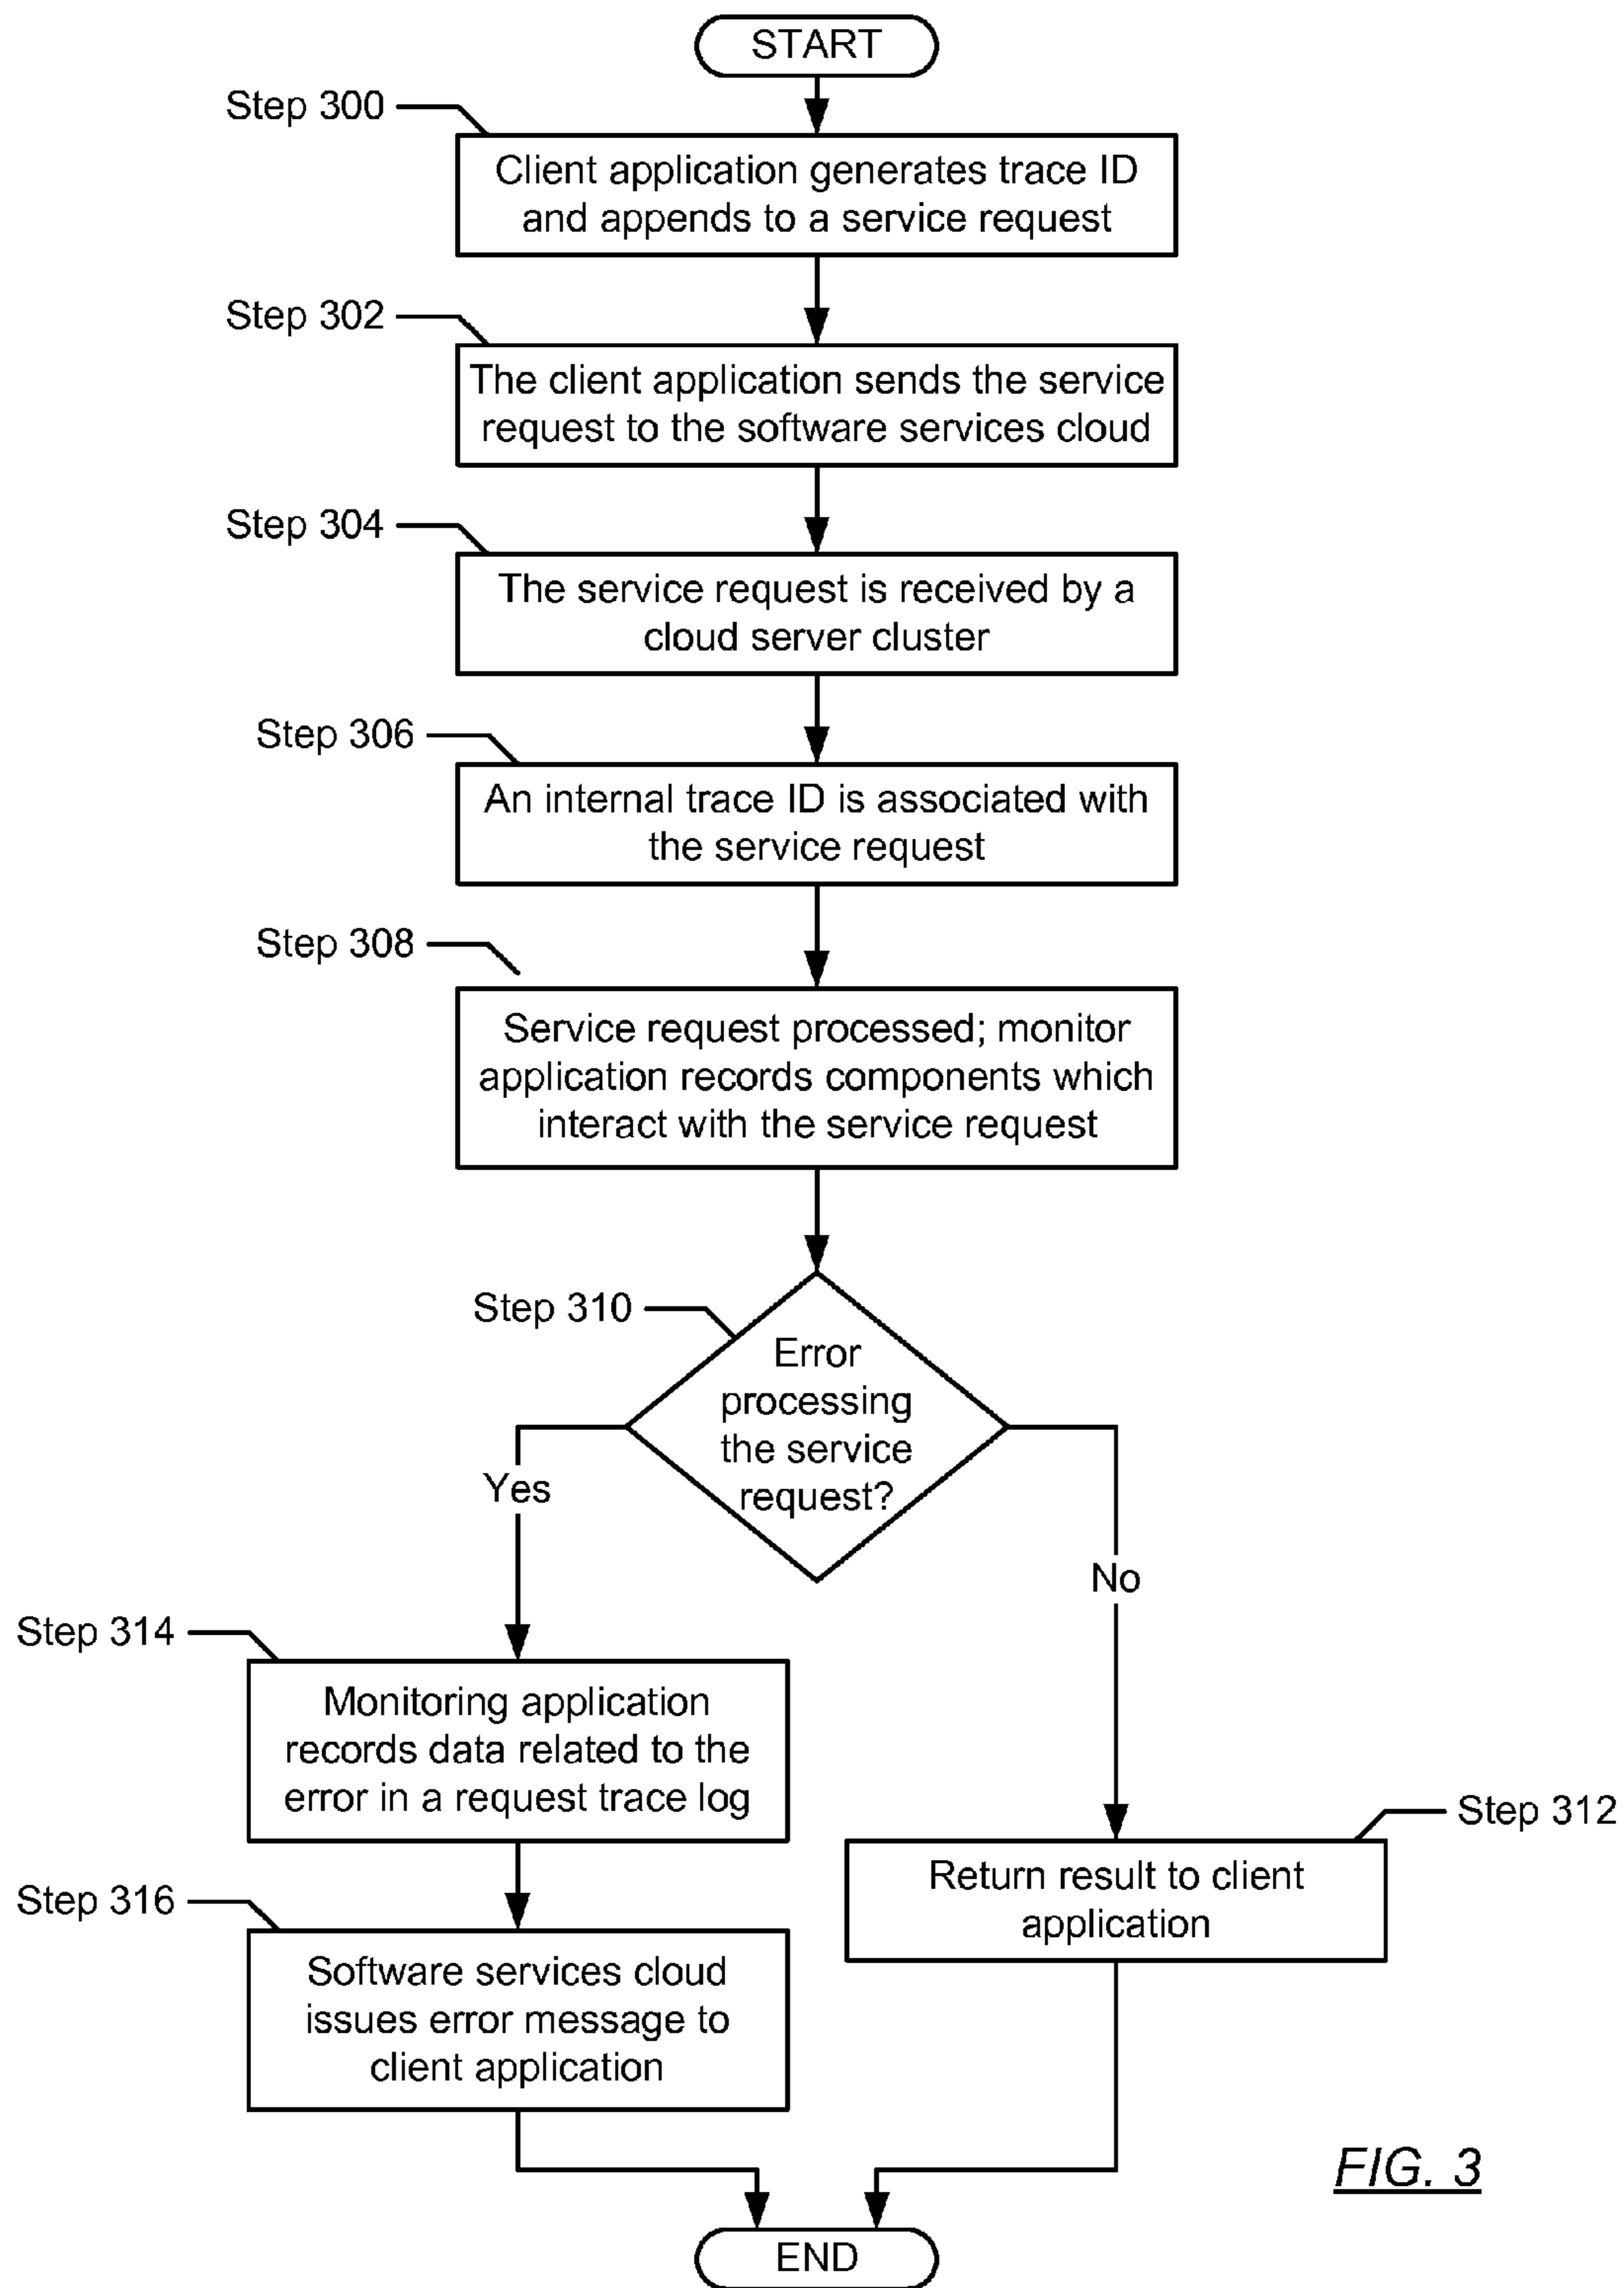 START
Step 300
Client application generates trace ID
and appends to a service request
Step 302
The client application sends the service
request to the software services cloud
Step 304
The service request is received by a
cloud server cluster
Step 306
An internal trace ID is associated with
the service request
Step 308
Service request processed; monitor
application records components which
interact with the service request
Step 310
Error
processing
the service
request?
Yes
No
Step 314
Monitoring application
records data related to the
error in a request trace log
Step 312
Return result to client
application
Step 316
Software services cloud
issues error message to
client application
FIG. 3
END